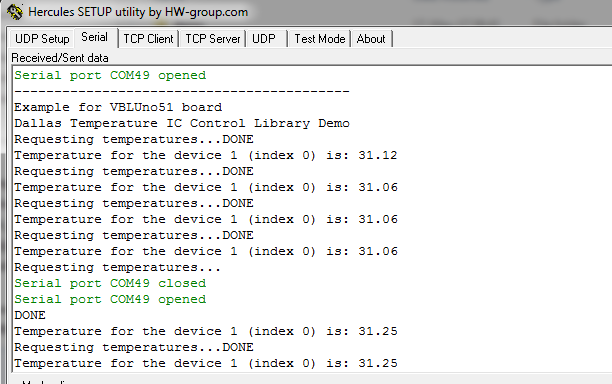 Hercules SETUP utility by HW-group.com
UDP Setup Serial TCP Client TCP Server UDP Test Mode About
Received/Sent data
Serial port COM49 opened
------------------------------------------
Example for VBLUno51 board
Dallas Temperature IC Control Library Demo
Requesting temperatures...DONE
Temperature for the device 1 (index 0) is: 31.12
Requesting temperatures...DONE
Temperature for the device 1 (index 0) is: 31.06
Requesting temperatures...DONE
Temperature for the device 1 (index 0) is: 31.06
Requesting temperatures...DONE
Temperature for the device 1 (index 0) is: 31.06
Requesting temperatures...
Serial port COM49 closed
Serial port COM49 opened
DONE
Temperature for the device 1 (index 0) is: 31.25
Requesting temperatures...DONE
Temperature for the device 1 (index 0) is: 31.25